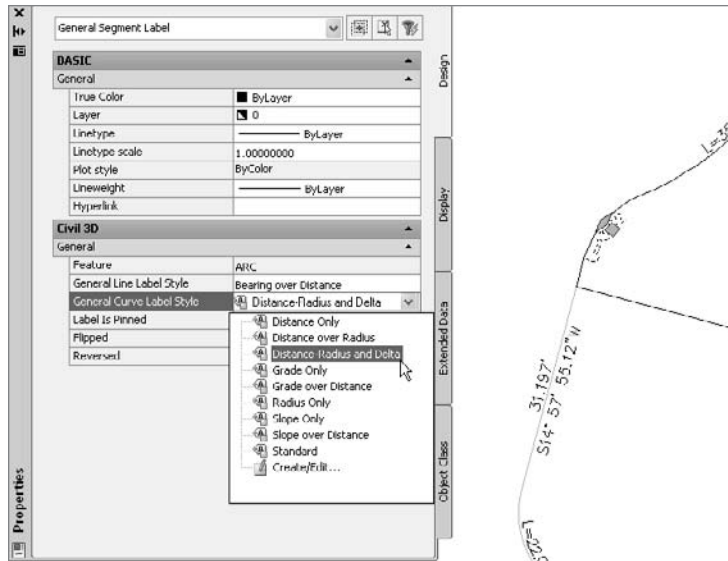 General Segment Label
BASIC
General
True Color ByLayer
Layer 0
Linetype ByLayer
Linetype scale 1.00000000
Plot style ByColor
Lineweight ByLayer
Hyperlink
Civil 3D
General
Feature ARC
General Line Label Style Bearing over Distance
General Curve Label Style Distance-Radius and Delta
Label Is Pinned
Flipped
Reversed
Distance Only
Distance over Radius
Distance-Radius and Delta
Grade Only
Grade over Distance
Radius Only
Slope Only
Slope over Distance
Standard
Create/Edit...
Properties
Design
Display
Extended Data
Object Class
31.197'
S14° 57' 55.12" W